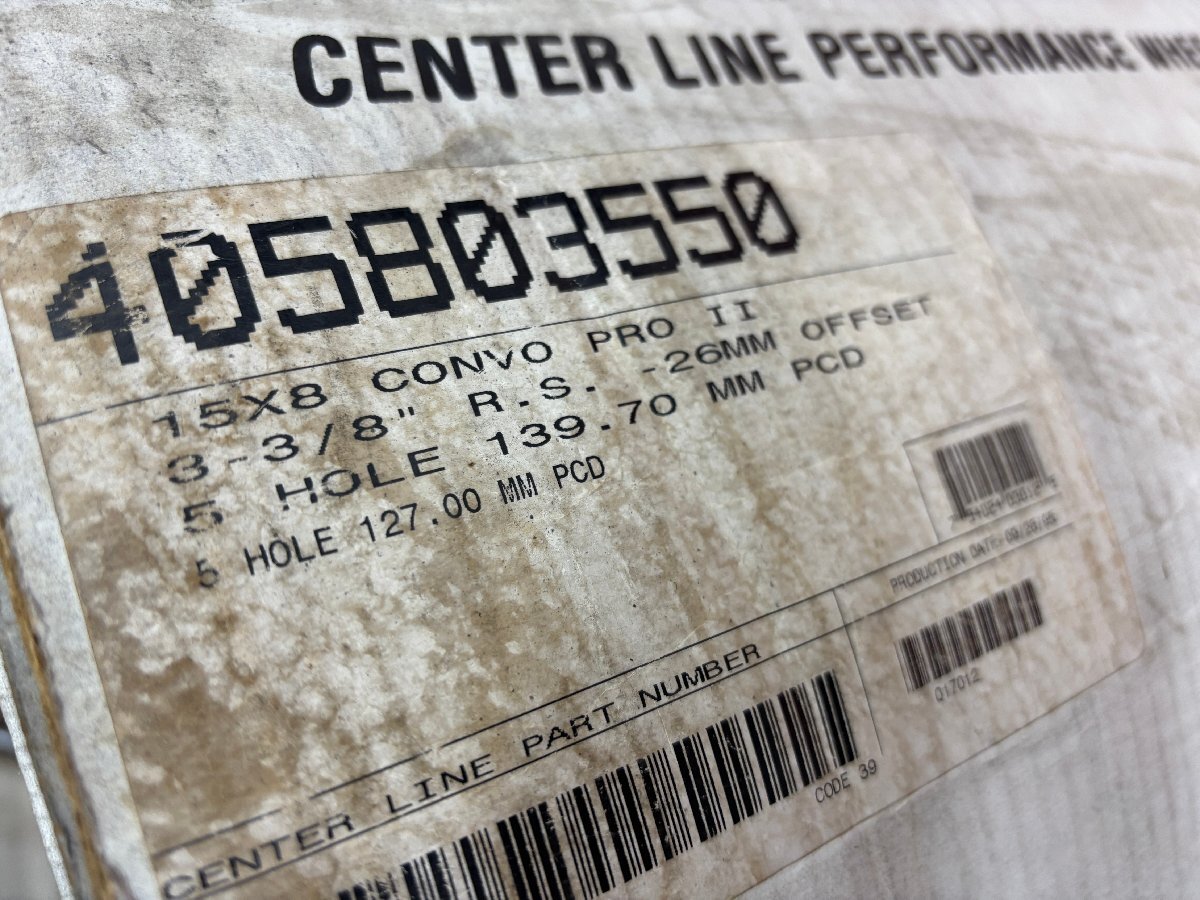 CENTER LINE PERFORMANCE
405803550
15X8 CONVO PRO II
3-3/8" R.S. -26MM OFFSET
5 HOLE 139.70 MM PCD
5 HOLE 127.00 MM PCD
PRODUCTION DATE:
017012
CENTER LINE PART NUMBER
CODE 39